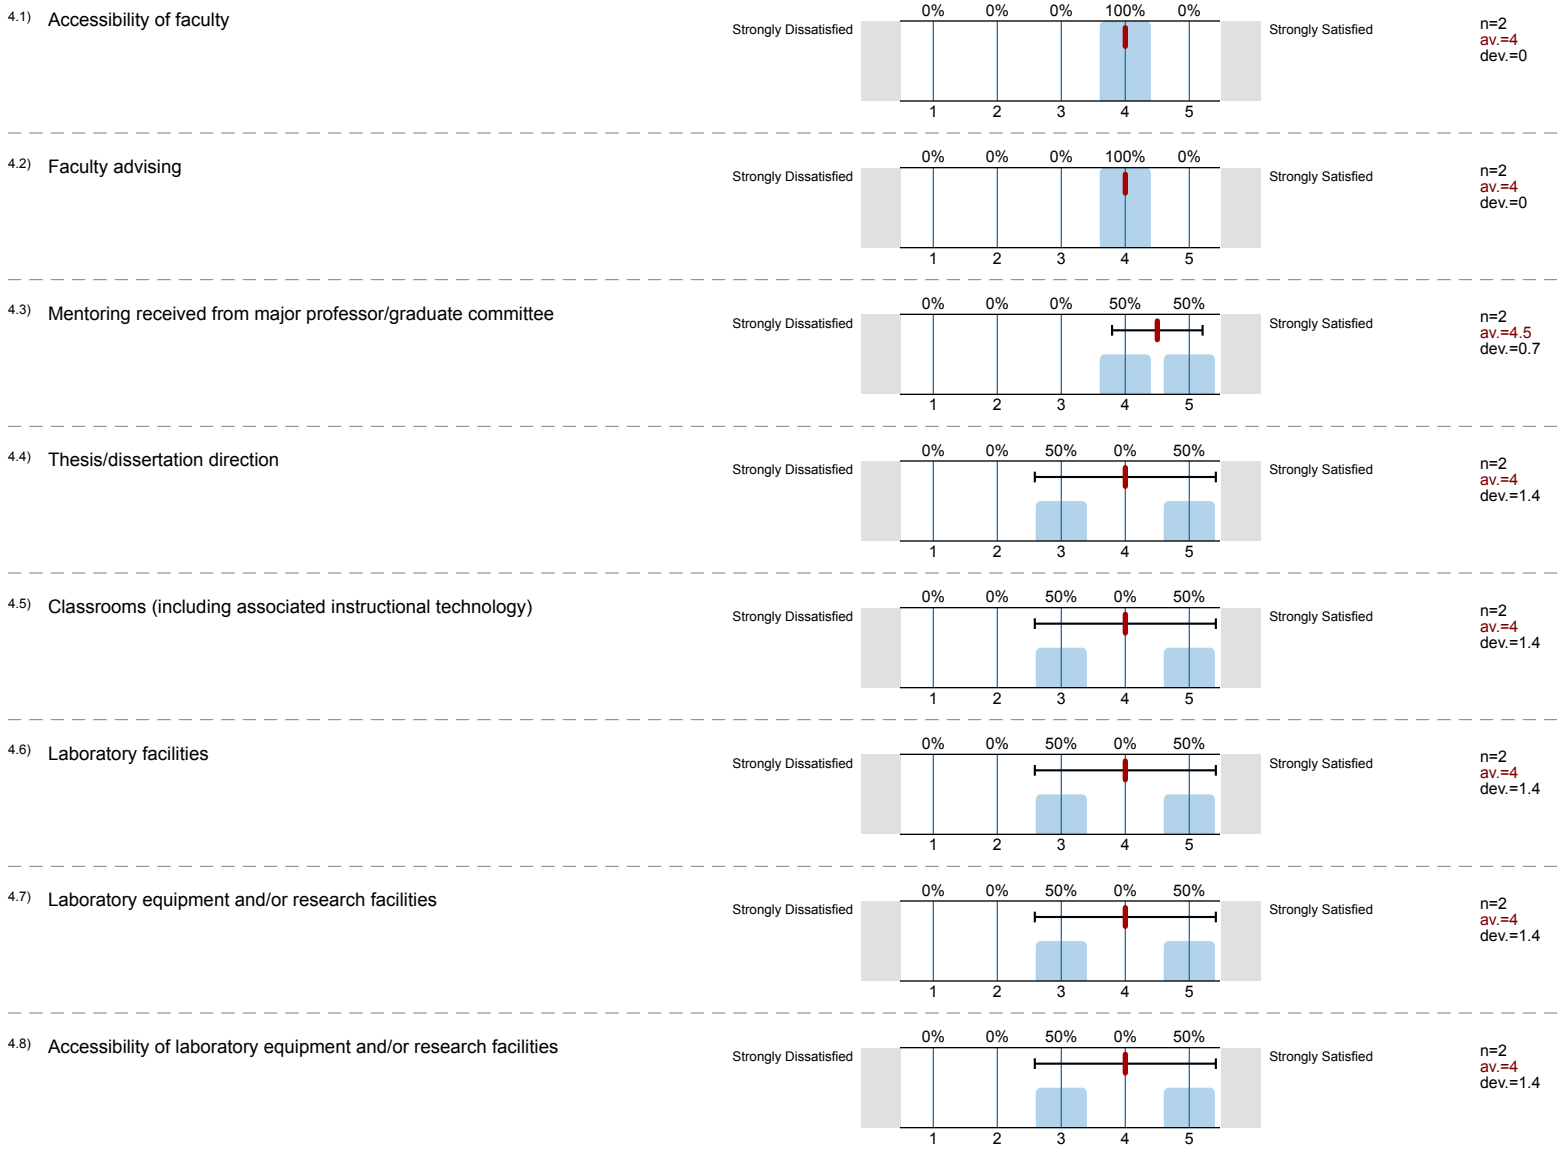 4.1) Accessibility of faculty
0% 0% 0% 100% 0%
Strongly Dissatisfied Strongly Satisfied
n=2
av.=4
dev.=0
1 2 3 4 5
4.2) Faculty advising
0% 0% 0% 100% 0%
Strongly Dissatisfied Strongly Satisfied
n=2
av.=4
dev.=0
1 2 3 4 5
4.3) Mentoring received from major professor/graduate committee
0% 0% 0% 50% 50%
Strongly Dissatisfied Strongly Satisfied
n=2
av.=4.5
dev.=0.7
1 2 3 4 5
4.4) Thesis/dissertation direction
0% 0% 50% 0% 50%
Strongly Dissatisfied Strongly Satisfied
n=2
av.=4
dev.=1.4
1 2 3 4 5
4.5) Classrooms (including associated instructional technology)
0% 0% 50% 0% 50%
Strongly Dissatisfied Strongly Satisfied
n=2
av.=4
dev.=1.4
1 2 3 4 5
4.6) Laboratory facilities
0% 0% 50% 0% 50%
Strongly Dissatisfied Strongly Satisfied
n=2
av.=4
dev.=1.4
1 2 3 4 5
4.7) Laboratory equipment and/or research facilities
0% 0% 50% 0% 50%
Strongly Dissatisfied Strongly Satisfied
n=2
av.=4
dev.=1.4
1 2 3 4 5
4.8) Accessibility of laboratory equipment and/or research facilities
0% 0% 50% 0% 50%
Strongly Dissatisfied Strongly Satisfied
n=2
av.=4
dev.=1.4
1 2 3 4 5